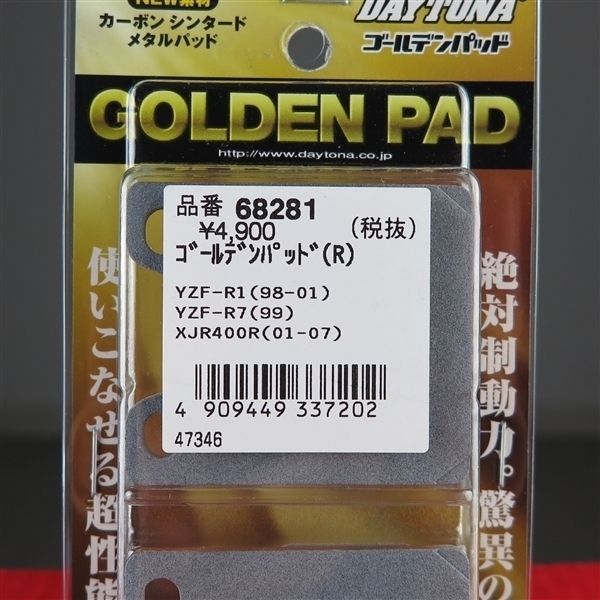 NEW素材
カーボン シンタード
メタルパッド
DAYTONA
ゴールデンパッド
GOLDEN PAD
http://www.daytona.co.jp
品番 68281
¥4,900 (税抜)
ｺﾞｰﾙﾃﾞﾝﾊﾟｯﾄﾞ(R)
YZF-R1(98-01)
YZF-R7(99)
XJR400R(01-07)
4 909449 337202
47346
使いこなせる超性能
絶対制動力。驚異の